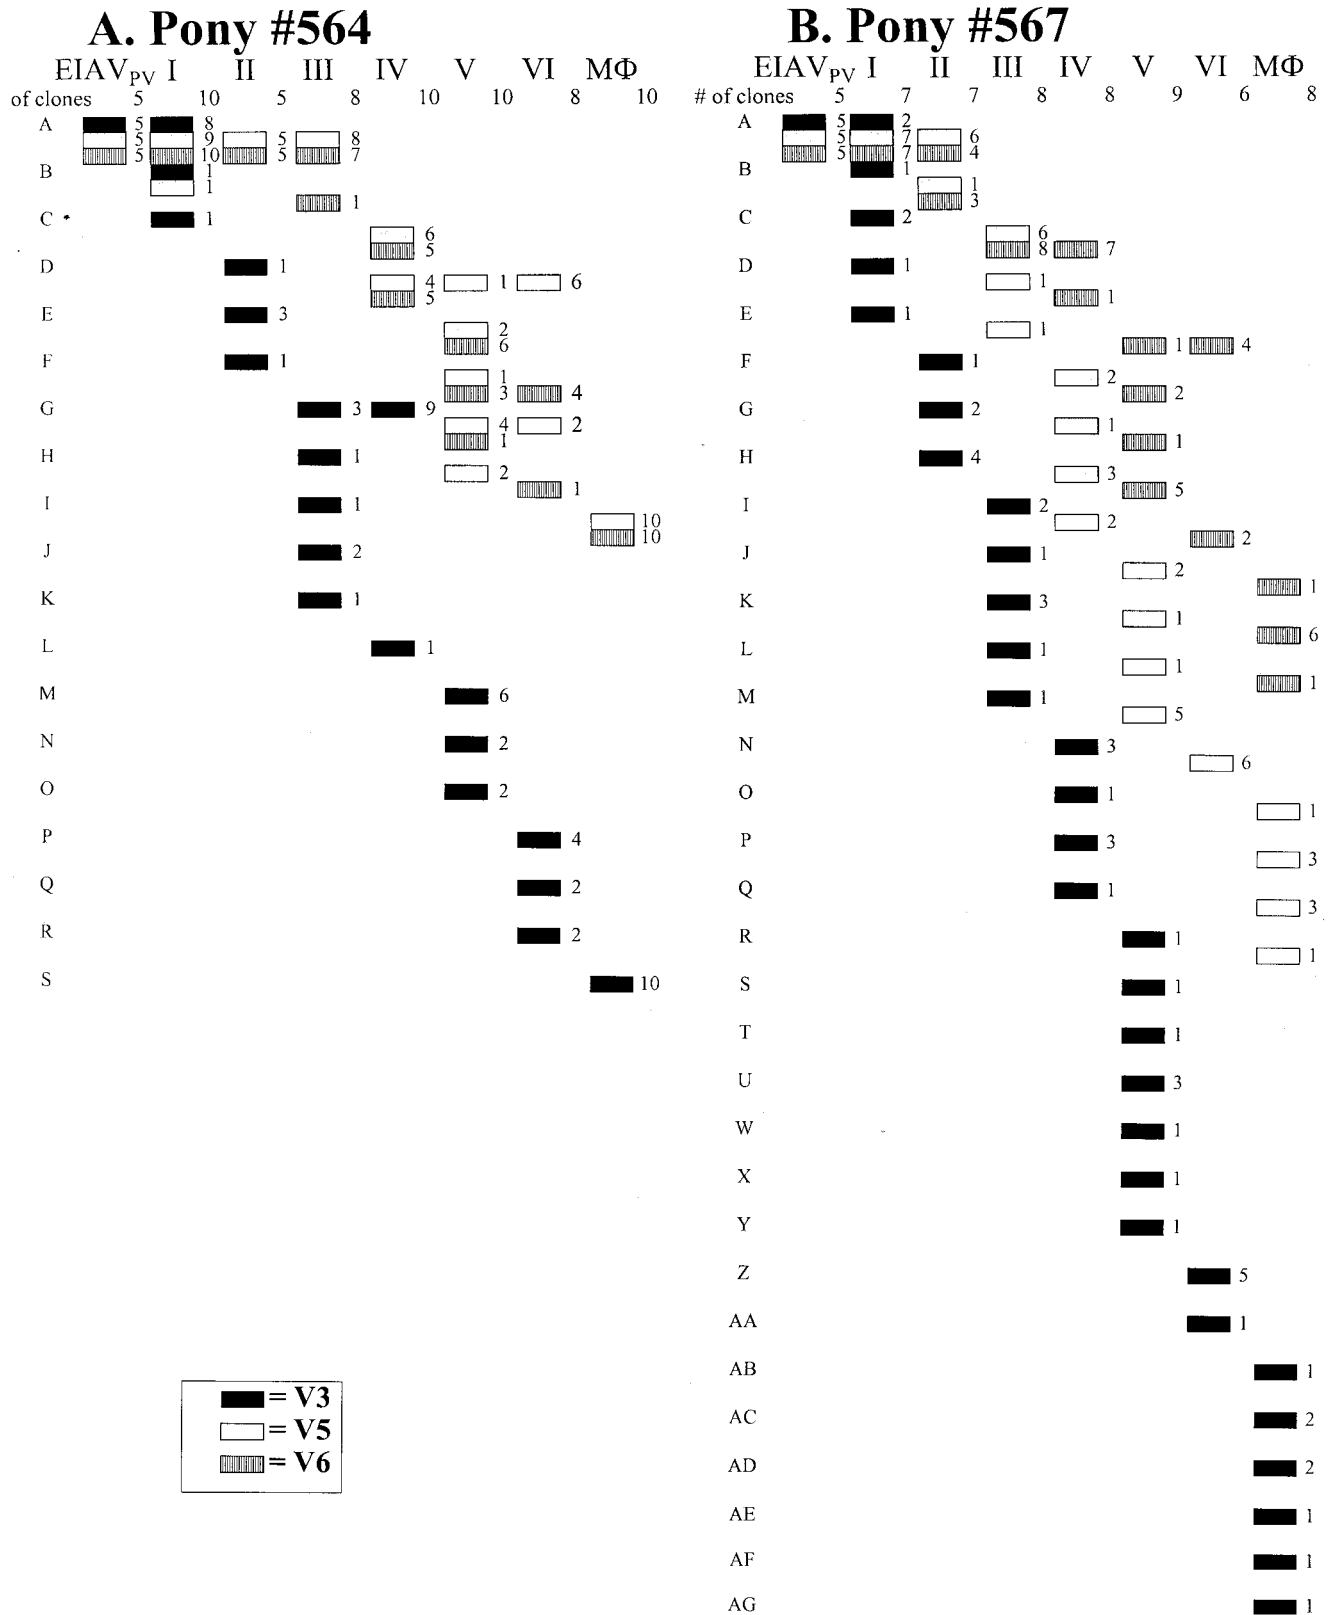 A. Pony #564
EIAVPV I II III IV V VI MΦ
of clones 5 10 5 8 10 10 8 10
A 5 8
5 9 5 8
5 10 5 7
B 1
1
1
C 1
6
5
D 1
4 1 6
5
E 3
2
6
F 1
1
3 4
G 3 9
4 2
1
H 1
2
1
I 1
10
10
J 2
K 1
L 1
M 6
N 2
O 2
P 4
Q 2
R 2
S 10
= V3
= V5
= V6
B. Pony #567
EIAVPV I II III IV V VI MΦ
# of clones 5 7 7 8 8 9 6 8
A 5 2
5 7 6
5 7 4
B 1
1
3
C 2
6
8 7
D 1
1
1
E 1
1
1 4
F 1
2
2
G 2
1
1
H 4
3
5
I 2
2
2
J 1
2
1
K 3
1
6
L 1
1
1
M 1
5
N 3
6
O 1
1
P 3
3
Q 1
3
R 1
1
S 1
T 1
U 3
W 1
X 1
Y 1
Z 5
AA 1
AB 1
AC 2
AD 2
AE 1
AF 1
AG 1